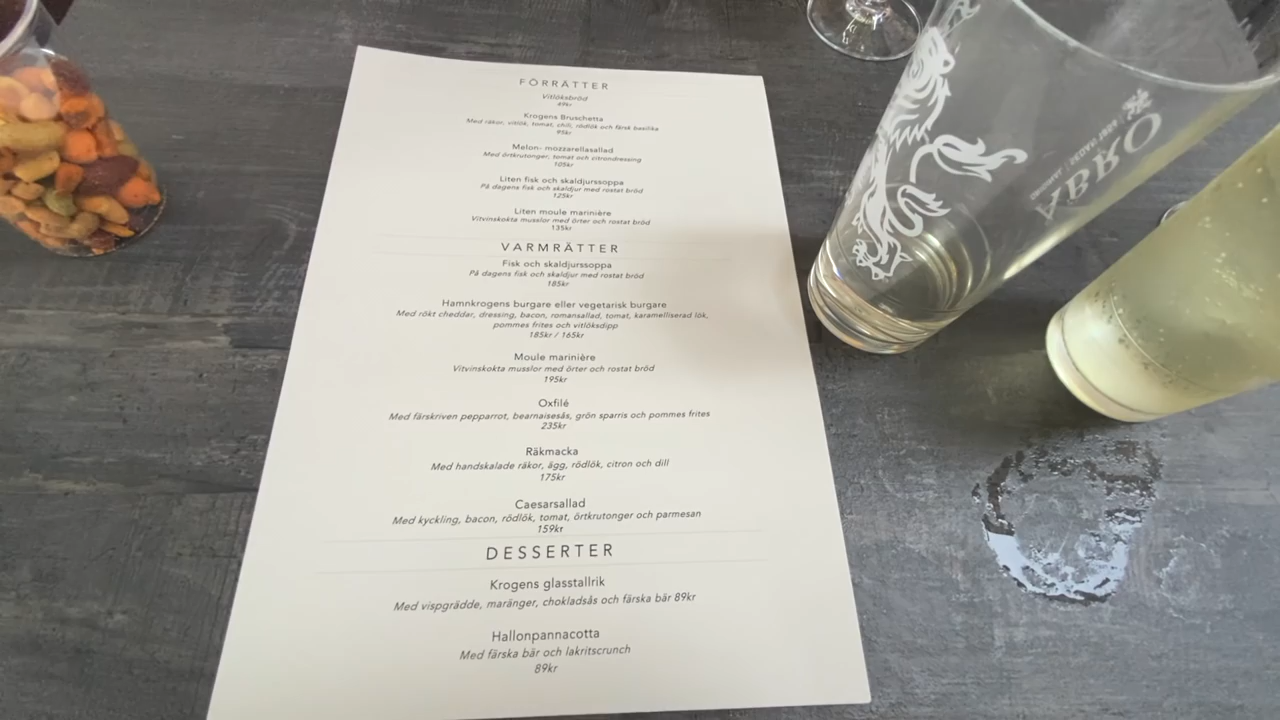 FÖRRÄTTER
Vitlöksbröd
49kr
Krogens Bruschetta
Med räkor, vitlök, tomat, chili, rödlök och färsk basilika
95kr
Melon- mozzarellasallad
Med örtkrutonger, tomat och citrondressing
105kr
Liten fisk och skaldjurssoppa
På dagens fisk och skaldjur med rostat bröd
125kr
Liten moule marinière
Vitvinskokta musslor med örter och rostat bröd
135kr
VARMRÄTTER
Fisk och skaldjurssoppa
På dagens fisk och skaldjur med rostat bröd
185kr
Hamnkrogens burgare eller vegetarisk burgare
Med rökt cheddar, dressing, bacon, romansallad, tomat, karamelliserad lök,
pommes frites och vitlöksdipp
185kr / 165kr
Moule marinière
Vitvinskokta musslor med örter och rostat bröd
195kr
Oxfilé
Med färskriven pepparrot, bearnaisesås, grön sparris och pommes frites
235kr
Räkmacka
Med handskalade räkor, ägg, rödlök, citron och dill
175kr
Caesarsallad
Med kyckling, bacon, rödlök, tomat, örtkrutonger och parmesan
159kr
DESSERTER
Krogens glasstallrik
Med vispgrädde, maränger, chokladsås och färska bär 89kr
Hallonpannacotta
Med färska bär och lakritscrunch
89kr
ÅBRO